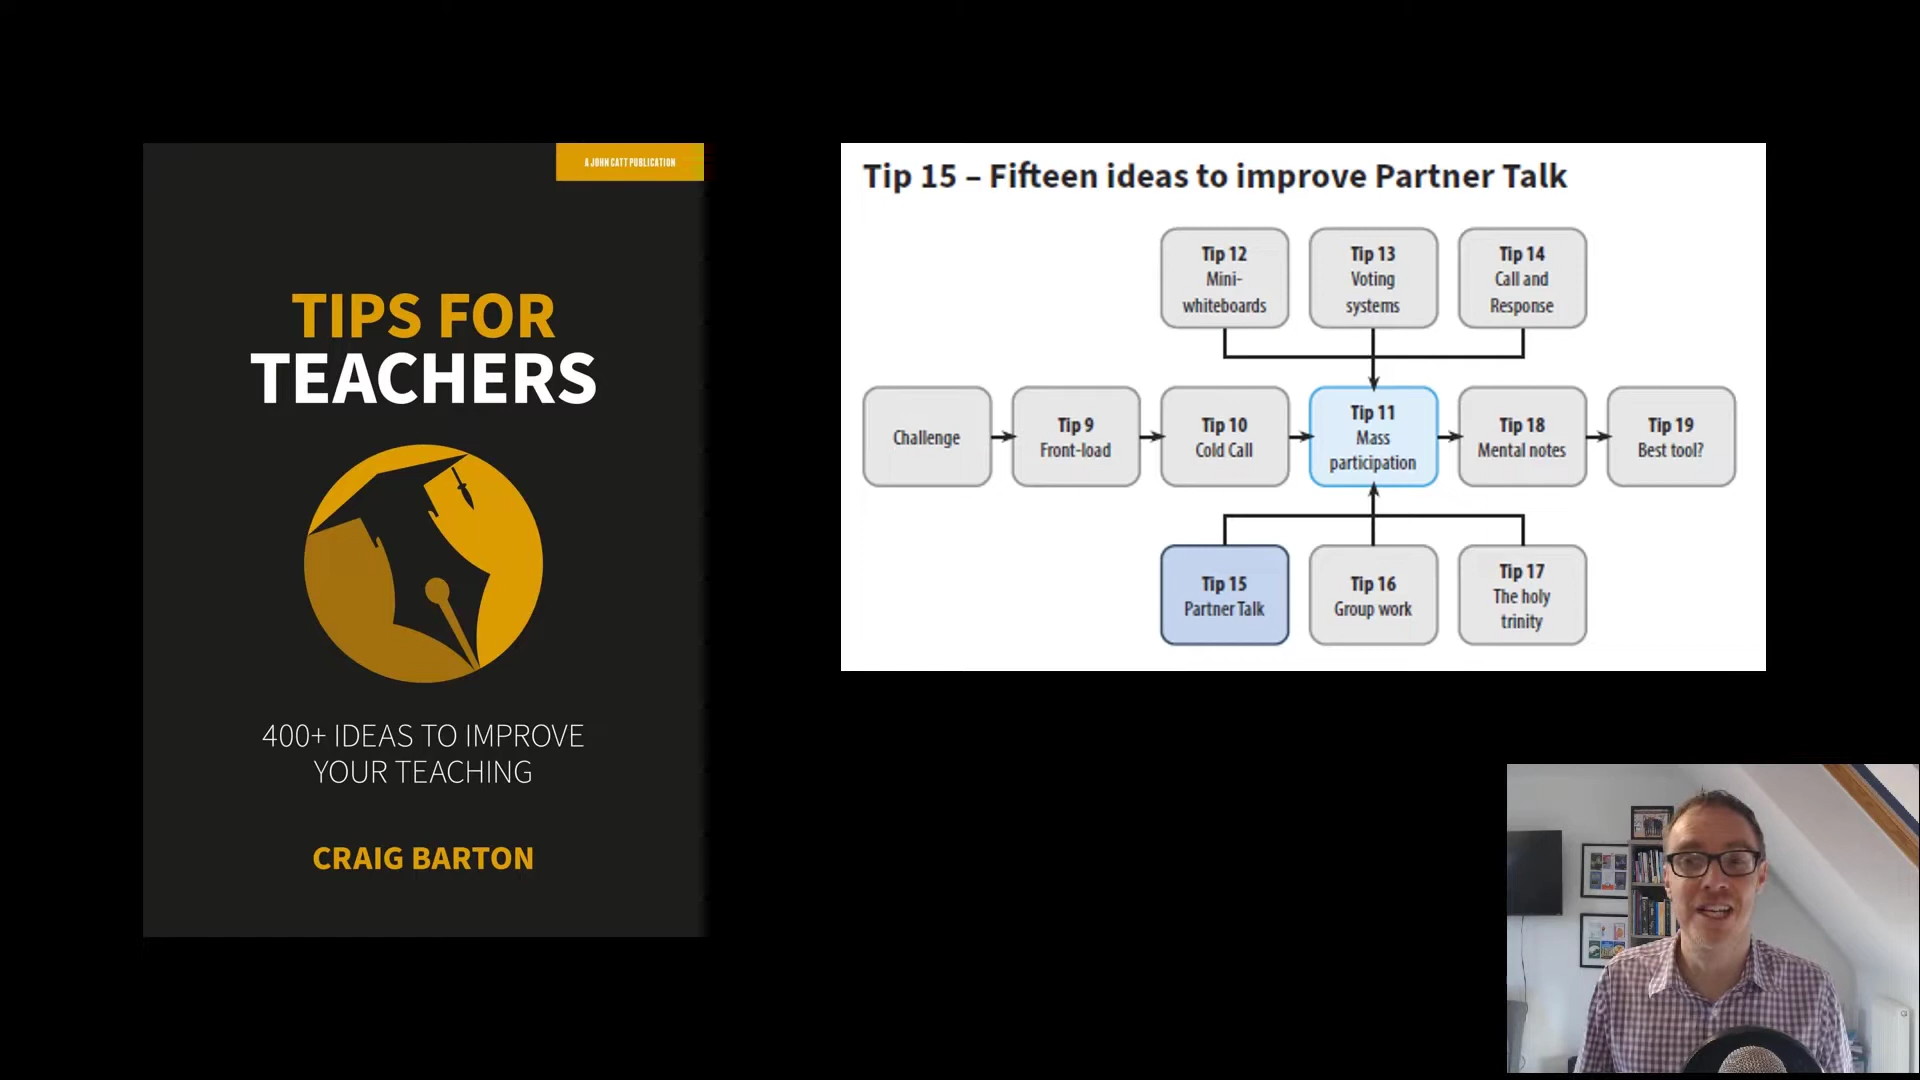 A JOHN CATT PUBLICATION
TIPS FOR
TEACHERS
400+ IDEAS TO IMPROVE
YOUR TEACHING
CRAIG BARTON
Tip 15 – Fifteen ideas to improve Partner Talk
Tip 12
Mini-
whiteboards
Tip 13
Voting
systems
Tip 14
Call and
Response
Challenge
Tip 9
Front-load
Tip 10
Cold Call
Tip 11
Mass
participation
Tip 18
Mental notes
Tip 19
Best tool?
Tip 15
Partner Talk
Tip 16
Group work
Tip 17
The holy
trinity